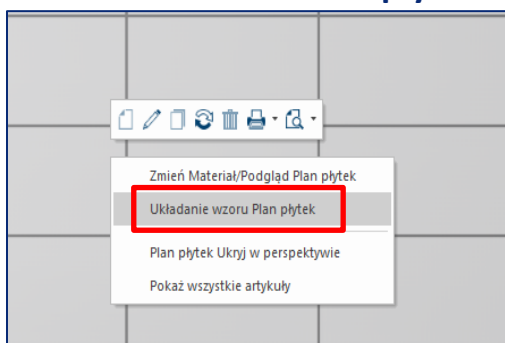 Zmień Materiał/Podgląd Plan płytek
Układanie wzoru Plan płytek
Plan płytek Ukryj w perspektywie
Pokaż wszystkie artykuły